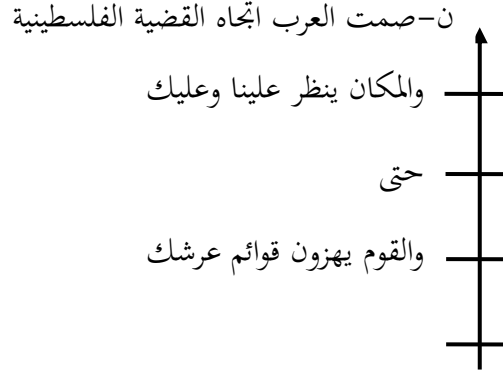 ن–صمت العرب اتجاه القضية الفلسطينية
والمكان ينظر علينا وعليك
حتى
والقوم يهزون قوائم عرشك